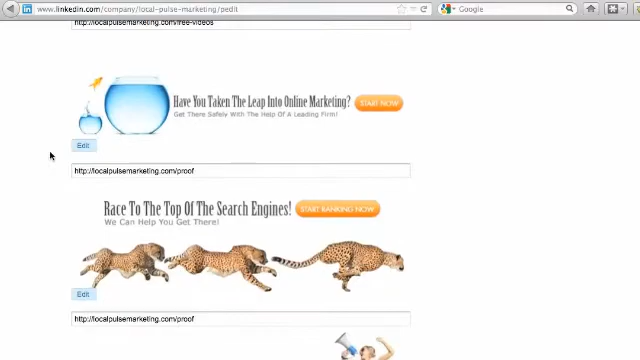 www.linkedin.com/company/local-pulse-marketing/pedit
Google
http://localpulsemarketing.com/free-videos
Have You Taken The Leap Into Online Marketing?
START NOW
Get There Safely With The Help Of A Leading Firm!
Edit
http://localpulsemarketing.com/proof
Race To The Top Of The Search Engines!
START RANKING NOW
We Can Help You Get There!
Edit
http://localpulsemarketing.com/proof